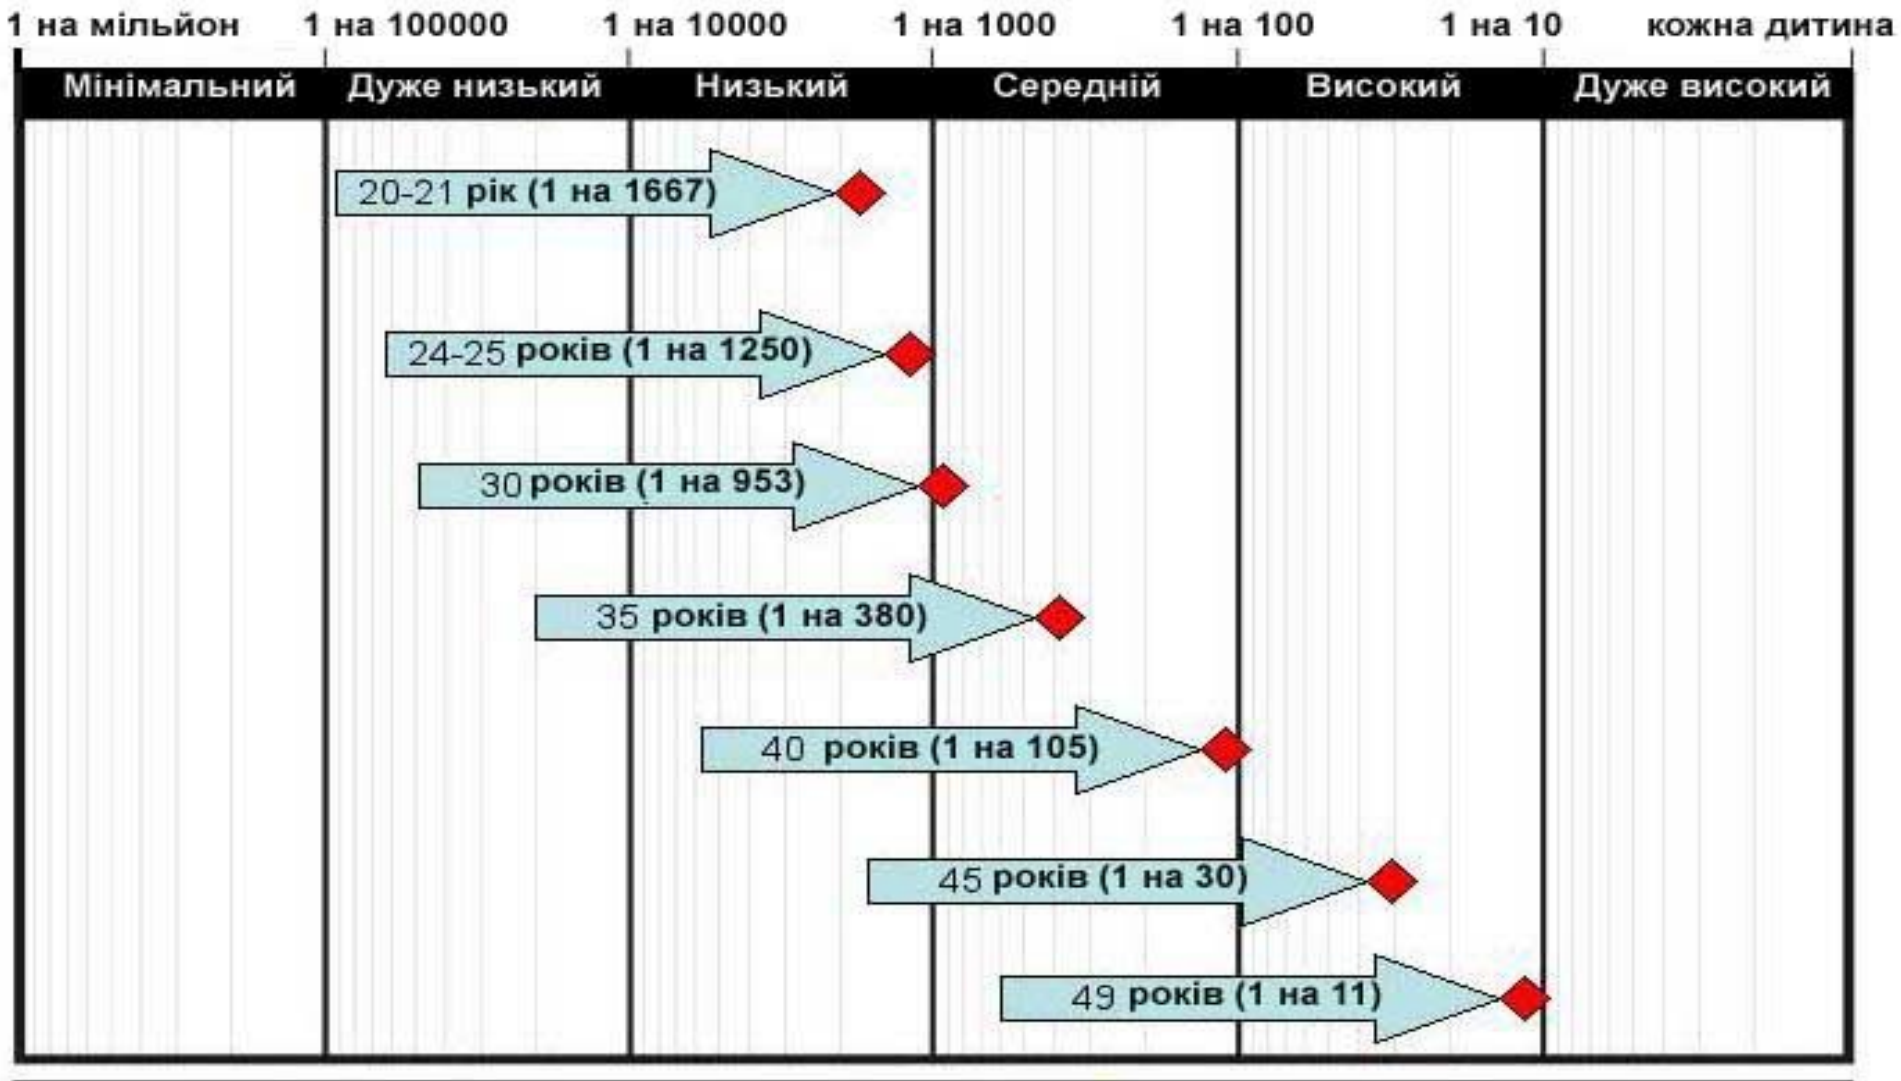 1 на мільйон 1 на 100000 1 на 10000 1 на 1000 1 на 100 1 на 10 кожна дитина
Мінімальний Дуже низький Низький Середній Високий Дуже високий
20-21 рік (1 на 1667)
24-25 років (1 на 1250)
30 років (1 на 953)
35 років (1 на 380)
40 років (1 на 105)
45 років (1 на 30)
49 років (1 на 11)